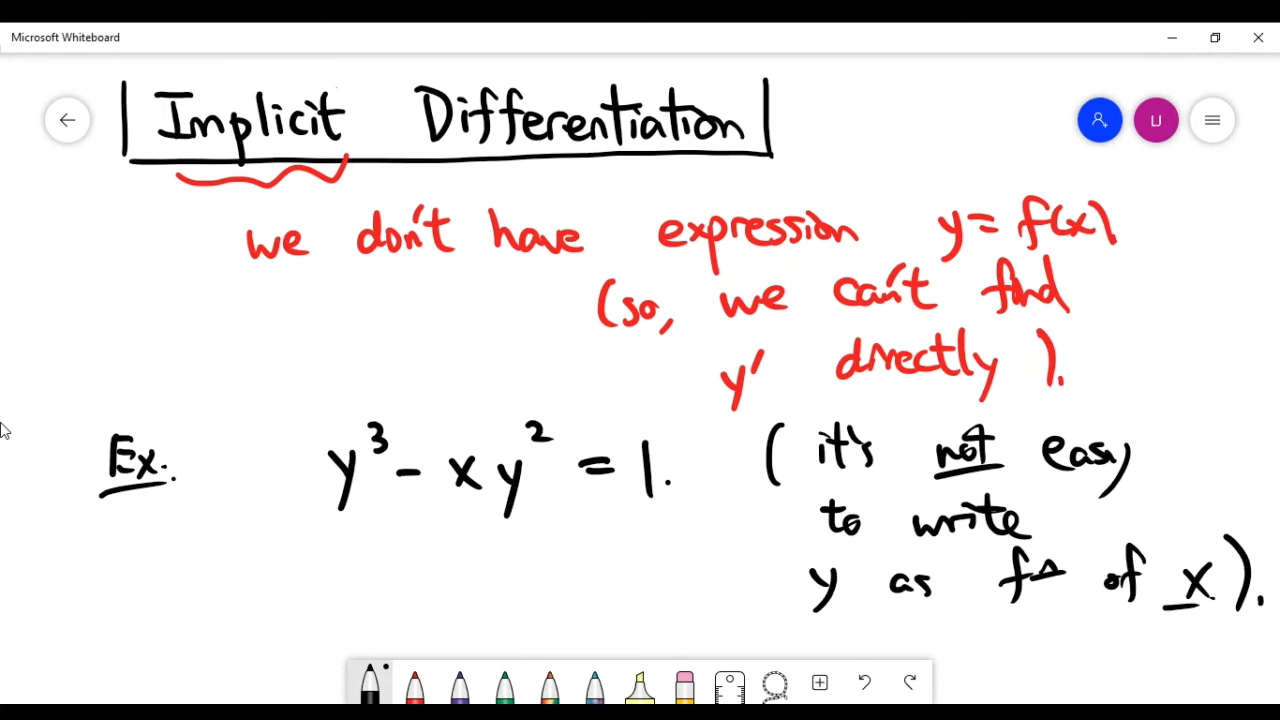 Microsoft Whiteboard
Implicit Differentiation
we don't have expression y = f(x).
(so, we can't find
y' directly).
Ex. y³ - xy² = 1. (it's not easy
to write
y as fn of x).
U